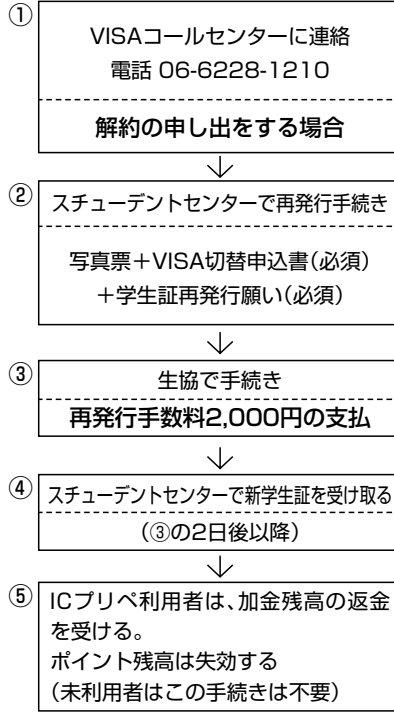 ①
VISAコールセンターに連絡
電話 06-6228-1210
解約の申し出をする場合
②
スチューデントセンターで再発行手続き
写真票＋VISA切替申込書（必須）
＋学生証再発行願い（必須）
③
生協で手続き
再発行手数料2,000円の支払
④
スチューデントセンターで新学生証を受け取る
（③の2日後以降）
⑤
ICプリペ利用者は、加金残高の返金
を受ける。
ポイント残高は失効する
（未利用者はこの手続きは不要）